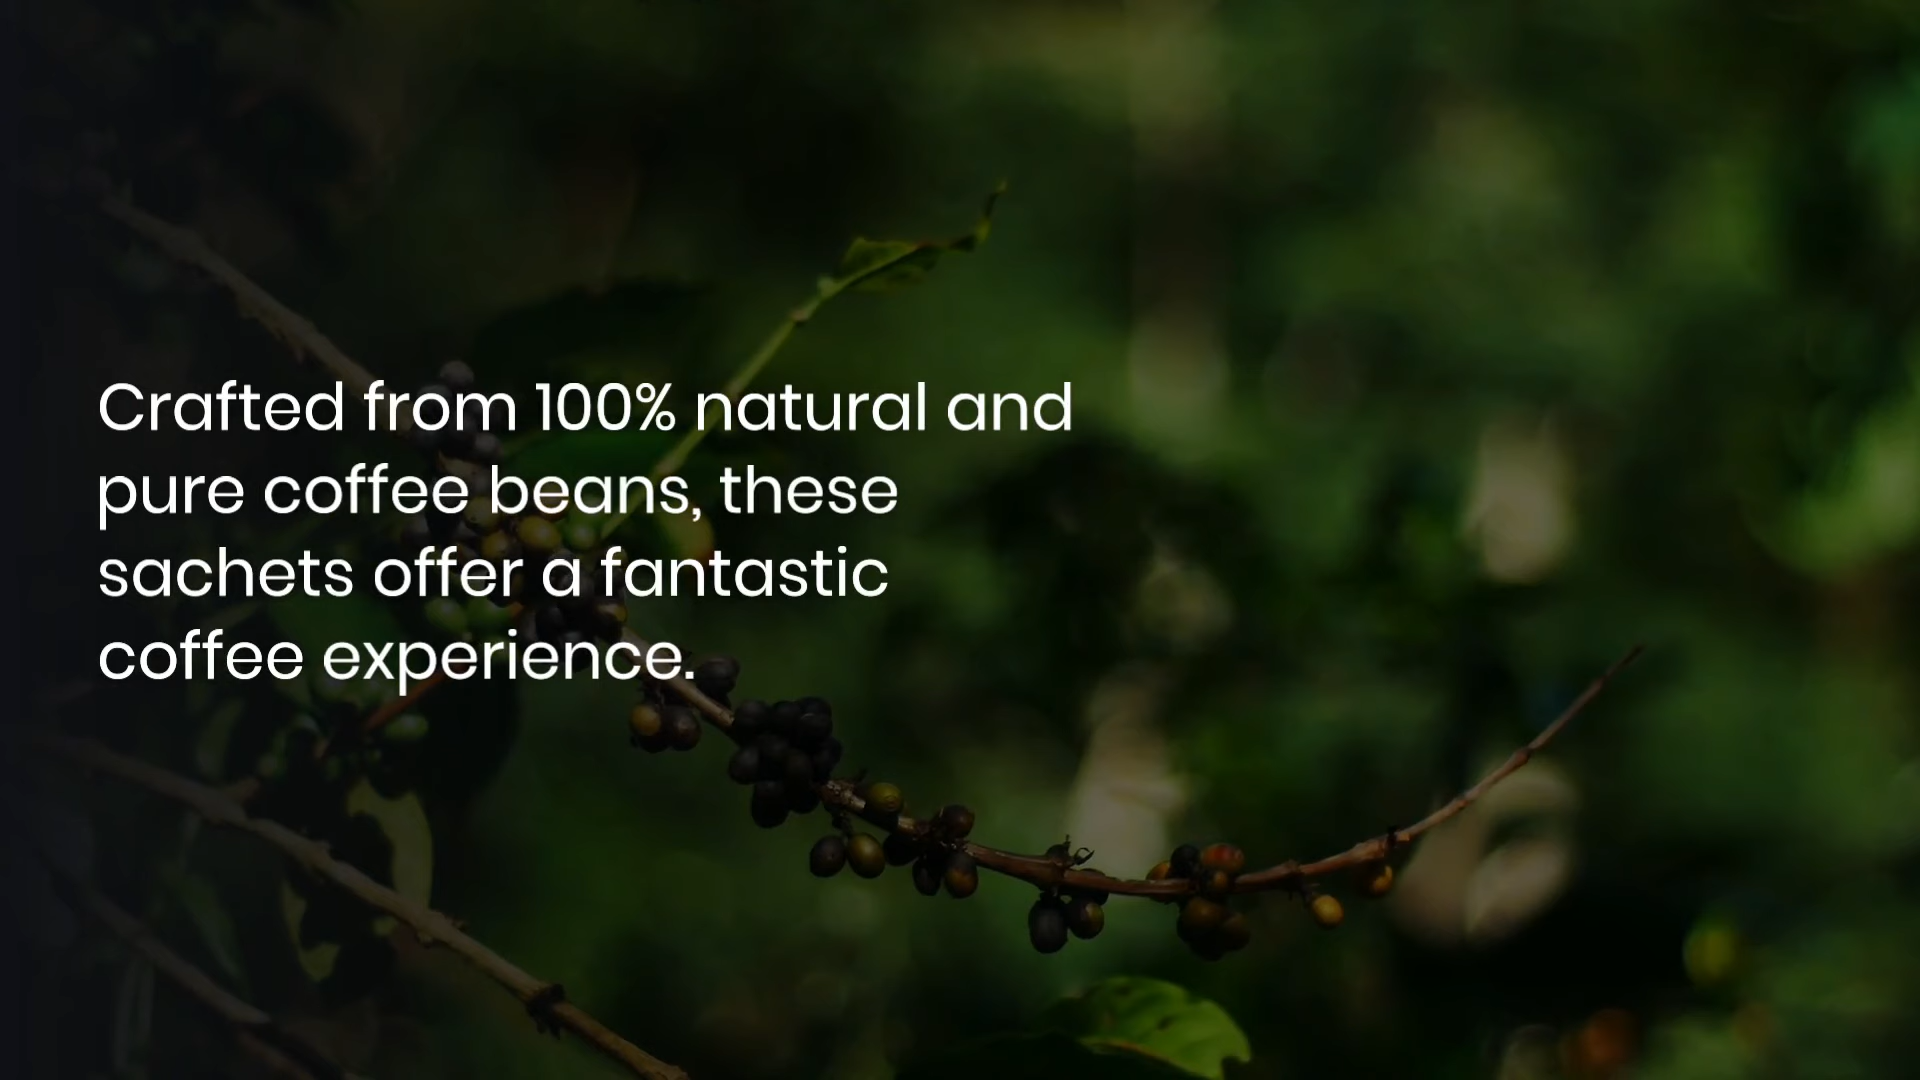 Crafted from 100% natural and
pure coffee beans, these
sachets offer a fantastic
coffee experience.